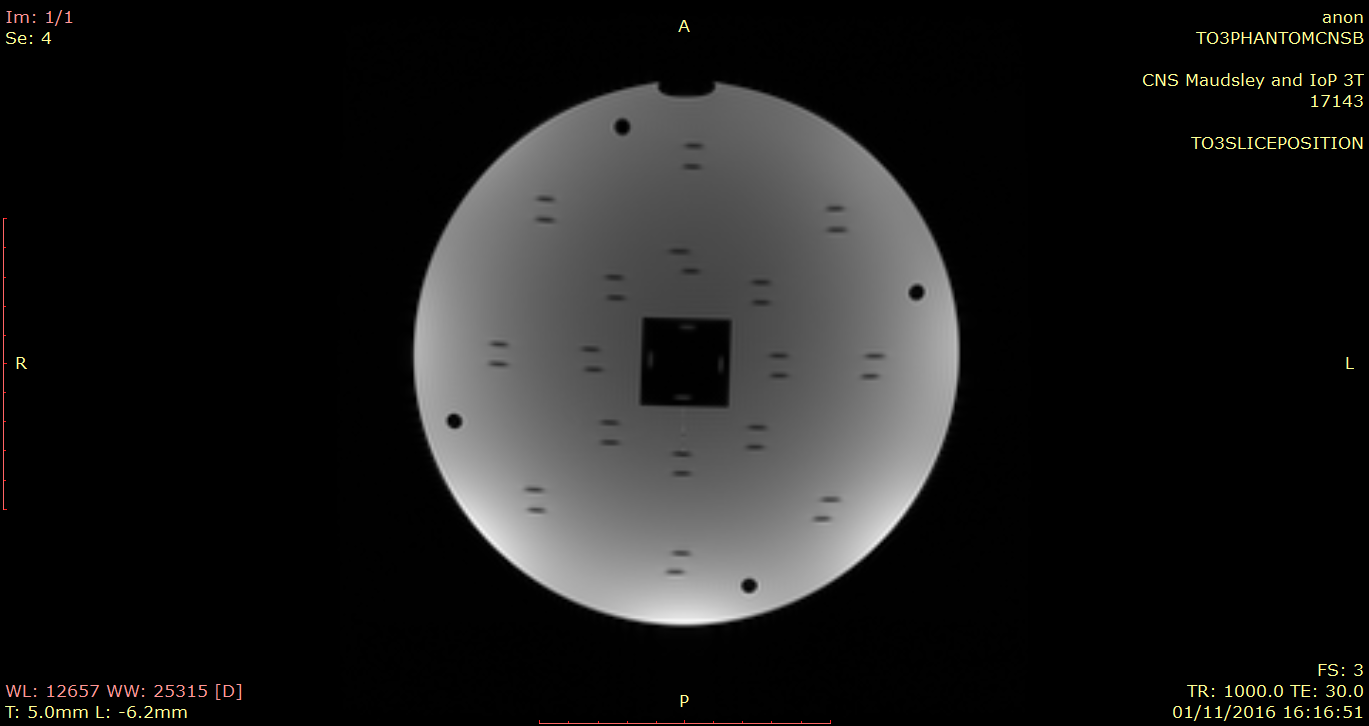 Im: 1/1
Se: 4
A
anon
TO3PHANTOMCNSB
CNS Maudsley and IoP 3T
17143
TO3SLICEPOSITION
R
L
WL: 12657 WW: 25315 [D]
T: 5.0mm L: -6.2mm
P
FS: 3
TR: 1000.0 TE: 30.0
01/11/2016 16:16:51